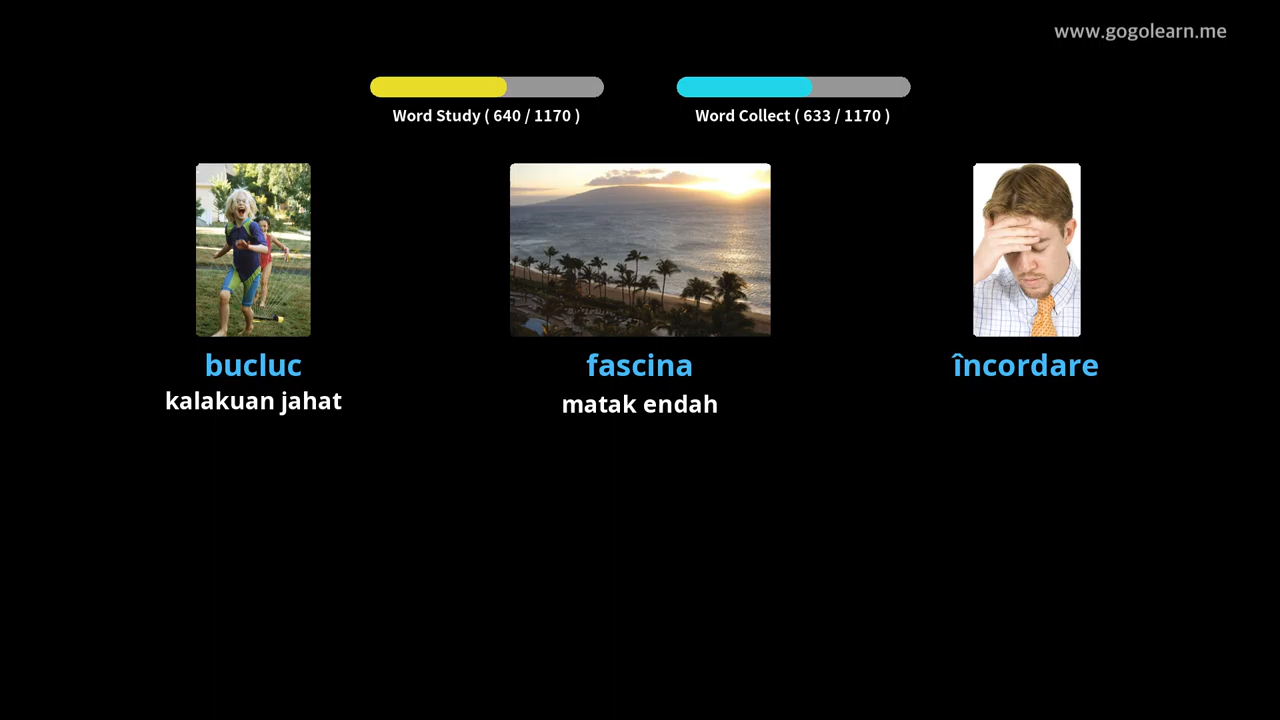 www.gogolearn.me
Word Study ( 640 / 1170 )
Word Collect ( 633 / 1170 )
bucluc
kalakuan jahat
fascina
matak endah
încordare